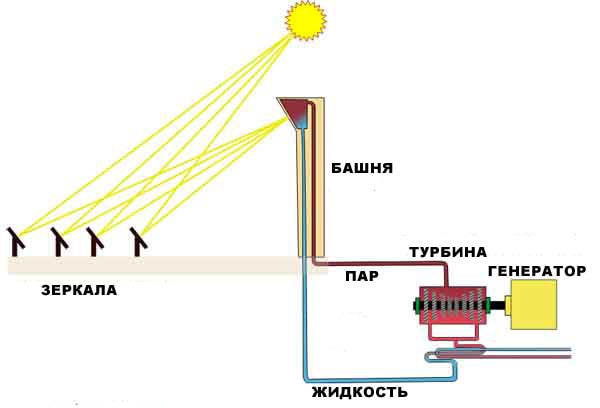 БАШНЯ
ТУРБИНА
ГЕНЕРАТОР
ПАР
ЗЕРКАЛА
ЖИДКОСТЬ